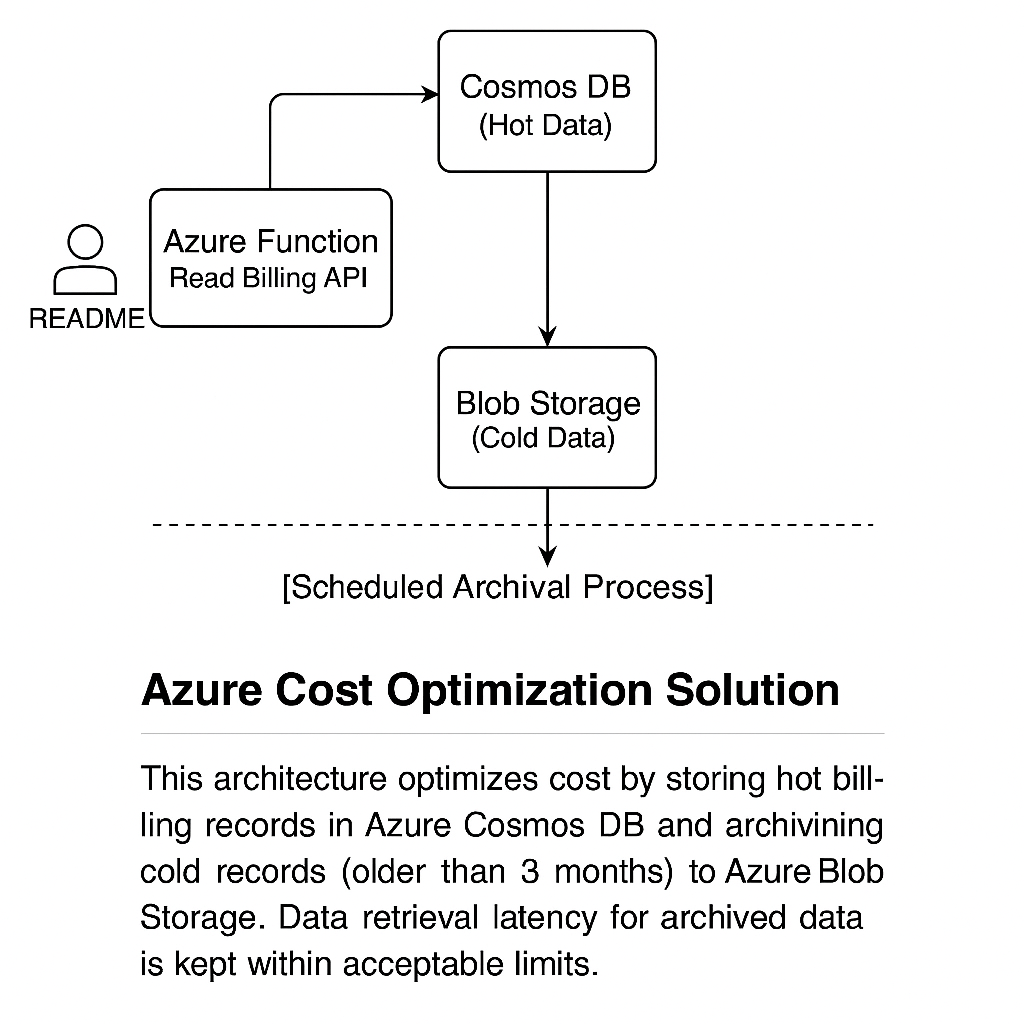 Cosmos DB
(Hot Data)
Azure Function
Read Billing API
README
Blob Storage
(Cold Data)
[Scheduled Archival Process]
Azure Cost Optimization Solution
This architecture optimizes cost by storing hot bill-
ling records in Azure Cosmos DB and archivining
cold records (older than 3 months) to Azure Blob
Storage. Data retrieval latency for archived data
is kept within acceptable limits.